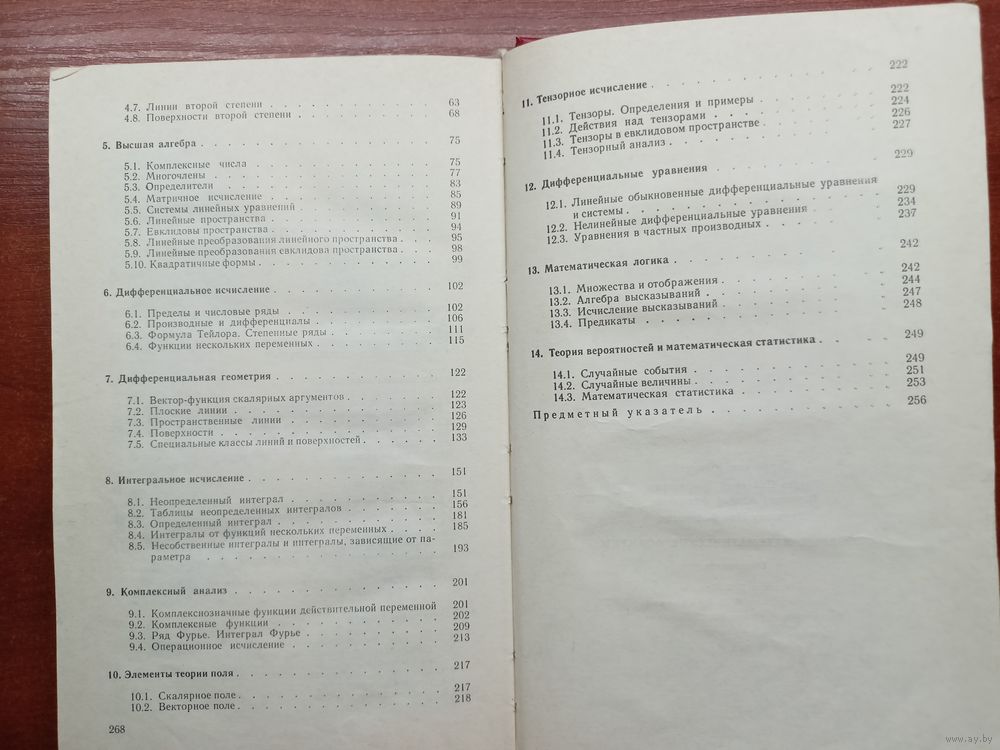 4.7. Линии второй степени . . . . . . . . . . . . 63
4.8. Поверхности второй степени . . . . . . . . . . 68
5. Высшая алгебра . . . . . . . . . . . . . . . . 75
5.1. Комплексные числа . . . . . . . . . . . . 75
5.2. Многочлены . . . . . . . . . . . . . . 77
5.3. Определители . . . . . . . . . . . . . 83
5.4. Матричное исчисление . . . . . . . . . . . 85
5.5. Системы линейных уравнений . . . . . . . . . 89
5.6. Линейные пространства . . . . . . . . . . . 91
5.7. Евклидовы пространства . . . . . . . . . . . 94
5.8. Линейные преобразования линейного пространства . . . 95
5.9. Линейные преобразования евклидова пространства . . . 98
5.10. Квадратичные формы . . . . . . . . . . . . 99
6. Дифференциальное исчисление . . . . . . . . . . . 102
6.1. Пределы и числовые ряды . . . . . . . . . . 102
6.2. Производные и дифференциалы . . . . . . . . 106
6.3. Формула Тейлора. Степенные ряды . . . . . . . 111
6.4. Функции нескольких переменных . . . . . . . . 115
7. Дифференциальная геометрия . . . . . . . . . . . 122
7.1. Вектор-функция скалярных аргументов . . . . . . 122
7.2. Плоские линии . . . . . . . . . . . . . 123
7.3. Пространственные линии . . . . . . . . . . 126
7.4. Поверхности . . . . . . . . . . . . . . 129
7.5. Специальные классы линий и поверхностей . . . . . 133
8. Интегральное исчисление . . . . . . . . . . . . 151
8.1. Неопределенный интеграл . . . . . . . . . . 151
8.2. Таблицы неопределенных интегралов . . . . . . . 156
8.3. Определенный интеграл . . . . . . . . . . . 181
8.4. Интегралы от функций нескольких переменных . . . . 185
8.5. Несобственные интегралы и интегралы, зависящие от па-
раметра . . . . . . . . . . . . . . . 193
9. Комплексный анализ . . . . . . . . . . . . . . 201
9.1. Комплекснозначные функции действительной переменной 201
9.2. Комплексные функции . . . . . . . . . . . 202
9.3. Ряд Фурье. Интеграл Фурье . . . . . . . . . 209
9.4. Операционное исчисление . . . . . . . . . . 213
10. Элементы теории поля . . . . . . . . . . . . . 217
10.1. Скалярное поле . . . . . . . . . . . . . 217
10.2. Векторное поле . . . . . . . . . . . . . 218
268
11. Тензорное исчисление . . . . . . . . . . . . . 222
11.1. Тензоры. Определения и примеры . . . . . . . . 222
11.2. Действия над тензорами . . . . . . . . . . 224
11.3. Тензоры в евклидовом пространстве . . . . . . . 226
11.4. Тензорный анализ . . . . . . . . . . . . 227
12. Дифференциальные уравнения . . . . . . . . . . . 229
12.1. Линейные обыкновенные дифференциальные уравнения
и системы . . . . . . . . . . . . . . 229
12.2. Нелинейные дифференциальные уравнения . . . . . 234
12.3. Уравнения в частных производных . . . . . . . . 237
13. Математическая логика . . . . . . . . . . . . . 242
13.1. Множества и отображения . . . . . . . . . . 242
13.2. Алгебра высказываний . . . . . . . . . . . 244
13.3. Исчисление высказываний . . . . . . . . . . 247
13.4. Предикаты . . . . . . . . . . . . . . 248
14. Теория вероятностей и математическая статистика . . . . . 249
14.1. Случайные события . . . . . . . . . . . . 249
14.2. Случайные величины . . . . . . . . . . . . 251
14.3. Математическая статистика . . . . . . . . . . 253
Предметный указатель . . . . . . . . . . . . . 256
www.ay.by